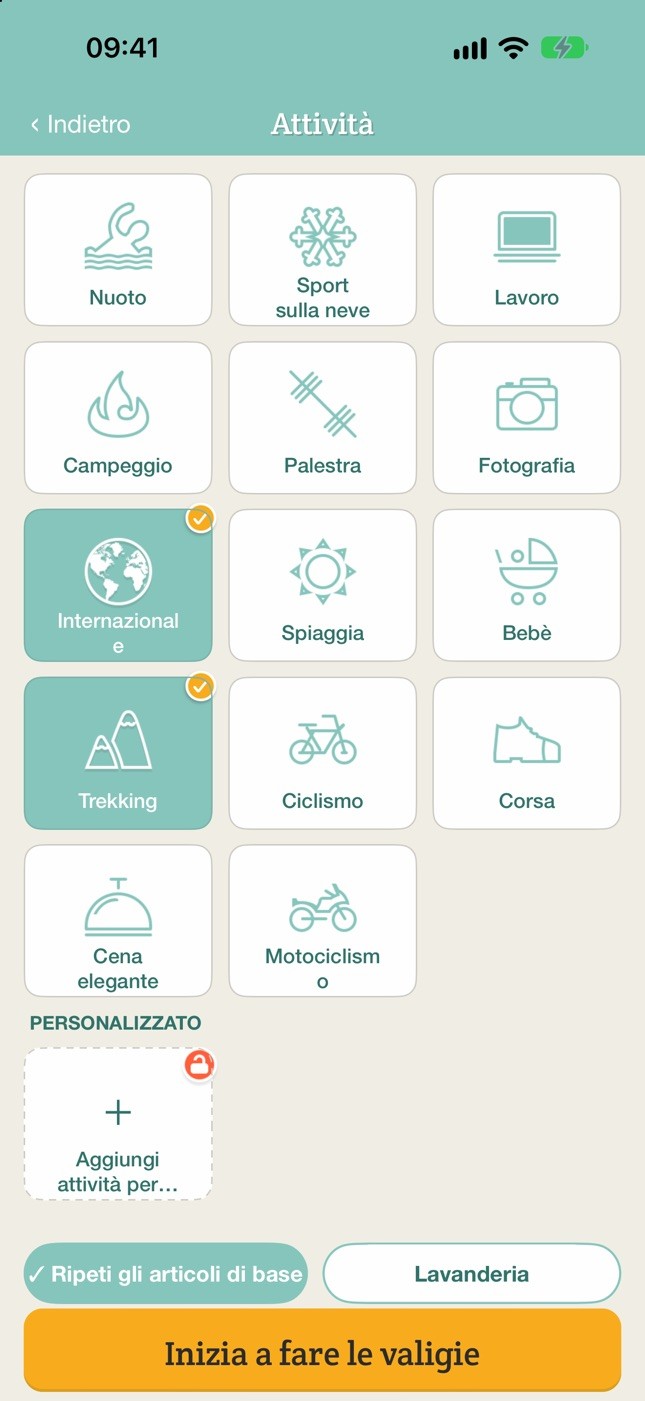 09:41
‹ Indietro
Attività
Nuoto
Sport
sulla neve
Lavoro
Campeggio
Palestra
Fotografia
Internazional
e
Spiaggia
Bebè
Trekking
Ciclismo
Corsa
Cena
elegante
Motociclism
o
PERSONALIZZATO
+
Aggiungi
attività per...
✓ Ripeti gli articoli di base
Lavanderia
Inizia a fare le valigie